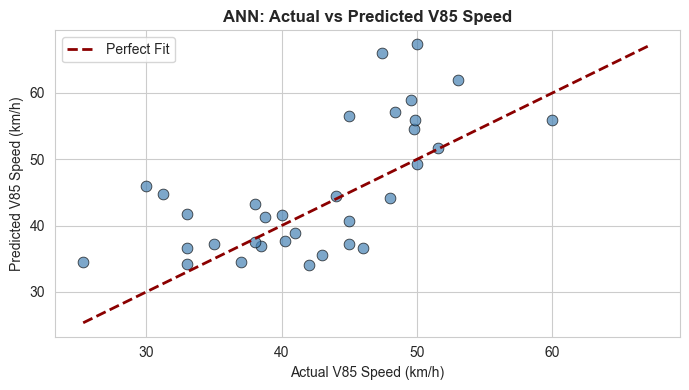 ANN: Actual vs Predicted V85 Speed
Perfect Fit
Predicted V85 Speed (km/h)
60
50
40
30
30 40 50 60
Actual V85 Speed (km/h)